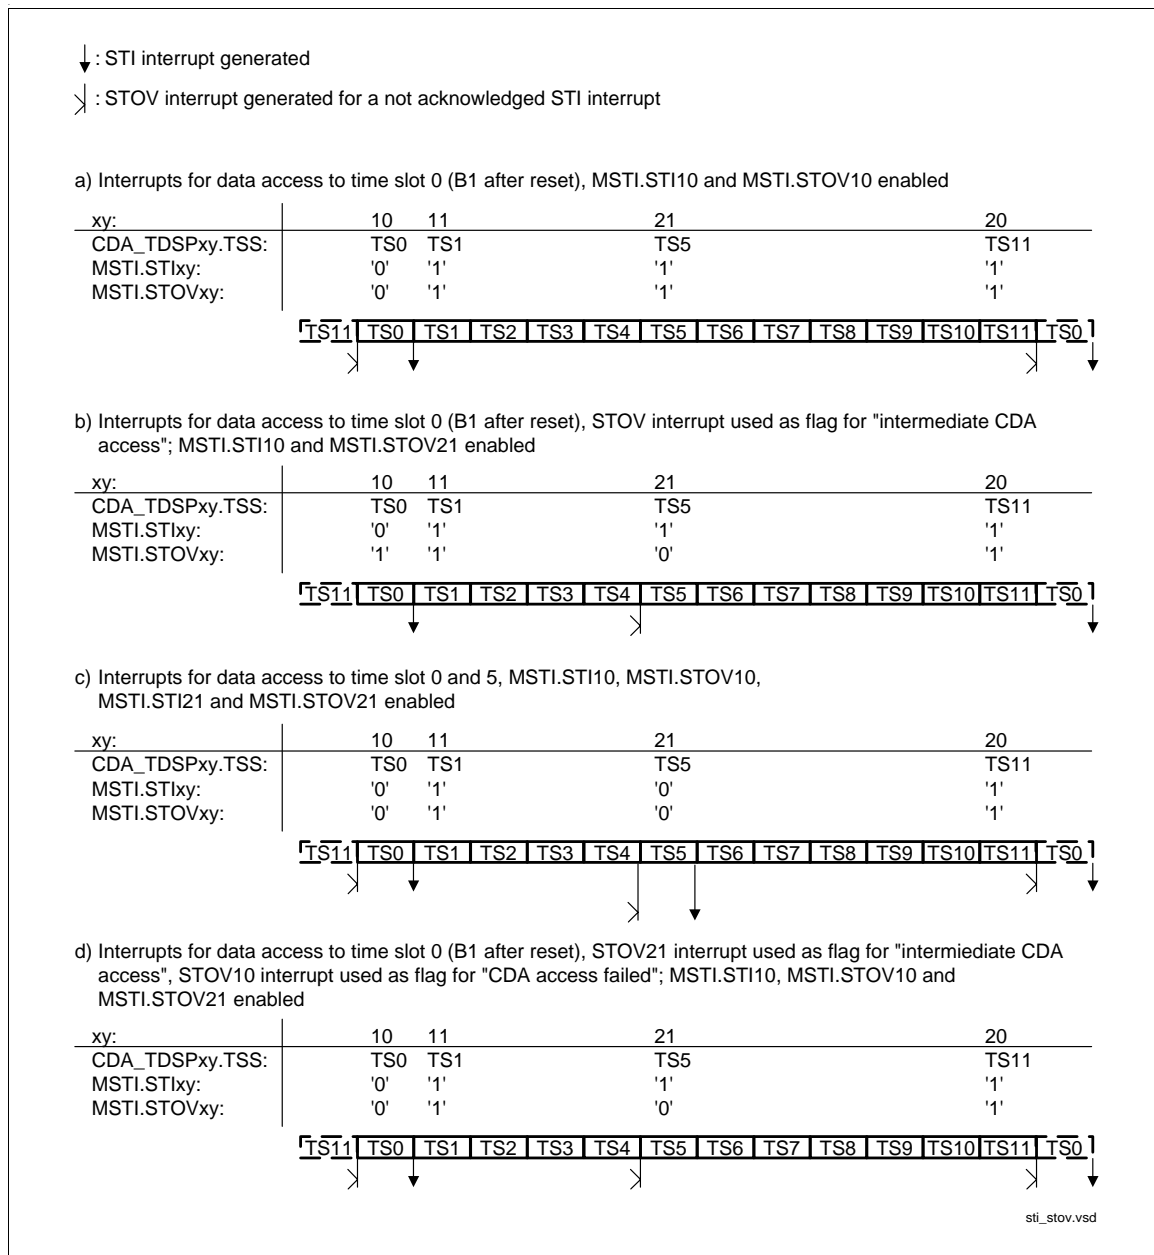 : STI interrupt generated
: STOV interrupt generated for a not acknowledged STI interrupt
a) Interrupts for data access to time slot 0 (B1 after reset), MSTI.STI10 and MSTI.STOV10 enabled
xy: 10 11 21 20
CDA_TDSPxy.TSS: TS0 TS1 TS5 TS11
MSTI.STIxy: '0' '1' '1' '1'
MSTI.STOVxy: '0' '1' '1' '1'
TS11 TS0 TS1 TS2 TS3 TS4 TS5 TS6 TS7 TS8 TS9 TS10 TS11 TS0
b) Interrupts for data access to time slot 0 (B1 after reset), STOV interrupt used as flag for "intermediate CDA
access"; MSTI.STI10 and MSTI.STOV21 enabled
xy: 10 11 21 20
CDA_TDSPxy.TSS: TS0 TS1 TS5 TS11
MSTI.STIxy: '0' '1' '1' '1'
MSTI.STOVxy: '1' '1' '0' '1'
TS11 TS0 TS1 TS2 TS3 TS4 TS5 TS6 TS7 TS8 TS9 TS10 TS11 TS0
c) Interrupts for data access to time slot 0 and 5, MSTI.STI10, MSTI.STOV10,
MSTI.STI21 and MSTI.STOV21 enabled
xy: 10 11 21 20
CDA_TDSPxy.TSS: TS0 TS1 TS5 TS11
MSTI.STIxy: '0' '1' '0' '1'
MSTI.STOVxy: '0' '1' '0' '1'
TS11 TS0 TS1 TS2 TS3 TS4 TS5 TS6 TS7 TS8 TS9 TS10 TS11 TS0
d) Interrupts for data access to time slot 0 (B1 after reset), STOV21 interrupt used as flag for "intermiediate CDA
access", STOV10 interrupt used as flag for "CDA access failed"; MSTI.STI10, MSTI.STOV10 and
MSTI.STOV21 enabled
xy: 10 11 21 20
CDA_TDSPxy.TSS: TS0 TS1 TS5 TS11
MSTI.STIxy: '0' '1' '1' '1'
MSTI.STOVxy: '0' '1' '0' '1'
TS11 TS0 TS1 TS2 TS3 TS4 TS5 TS6 TS7 TS8 TS9 TS10 TS11 TS0
sti_stov.vsd